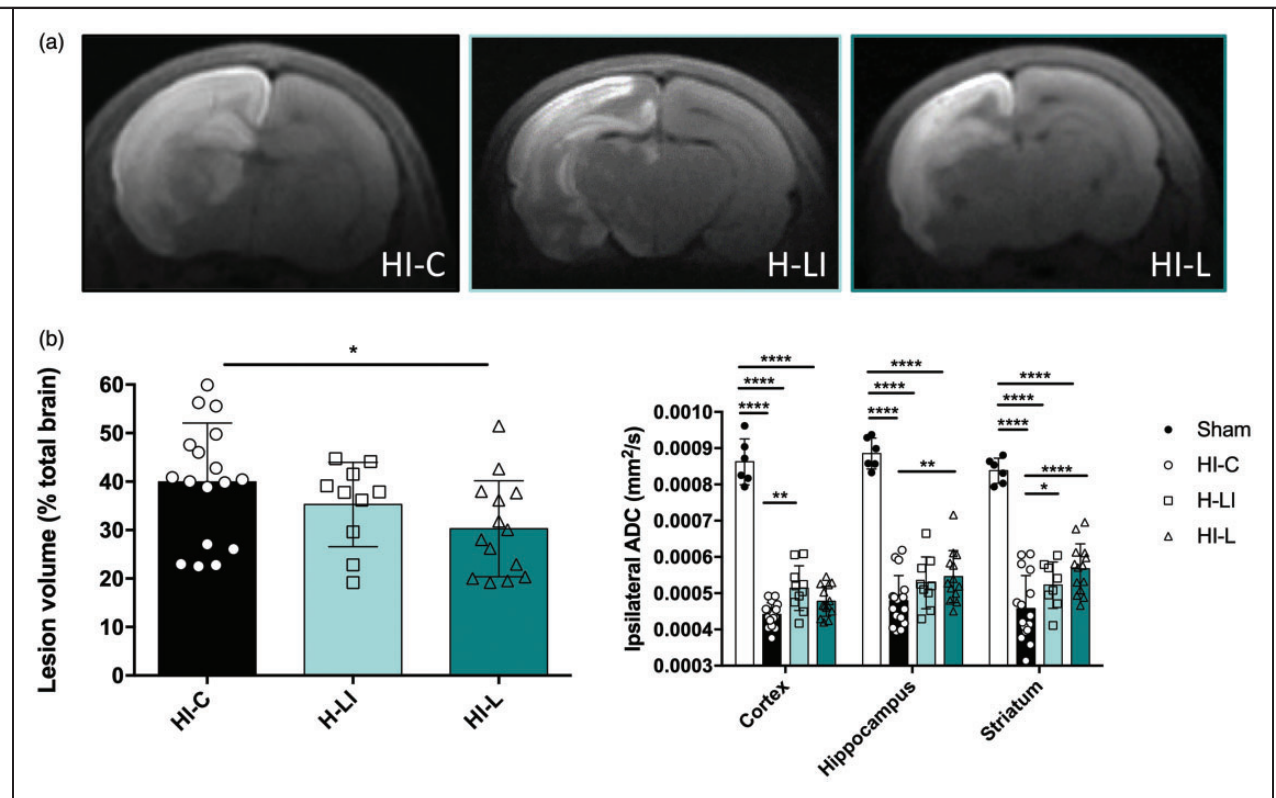 (a)
HI-C
H-LI
HI-L
(b)
*
Lesion volume (% total brain)
60
50
40
30
20
10
0
HI-C
H-LI
HI-L
Ipsilateral ADC (mm²/s)
0.0010
0.0009
0.0008
0.0007
0.0006
0.0005
0.0004
0.0003
****
****
****
**
****
****
****
**
****
****
****
****
*
Cortex
Hippocampus
Striatum
Sham
HI-C
H-LI
HI-L